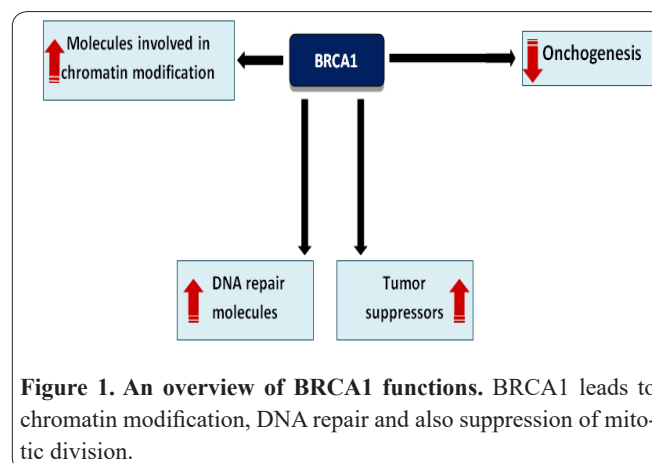 Molecules involved in
chromatin modification
BRCA1
Onchogenesis
DNA repair
molecules
Tumor
suppressors
Figure 1. An overview of BRCA1 functions. BRCA1 leads to
chromatin modification, DNA repair and also suppression of mito-
tic division.